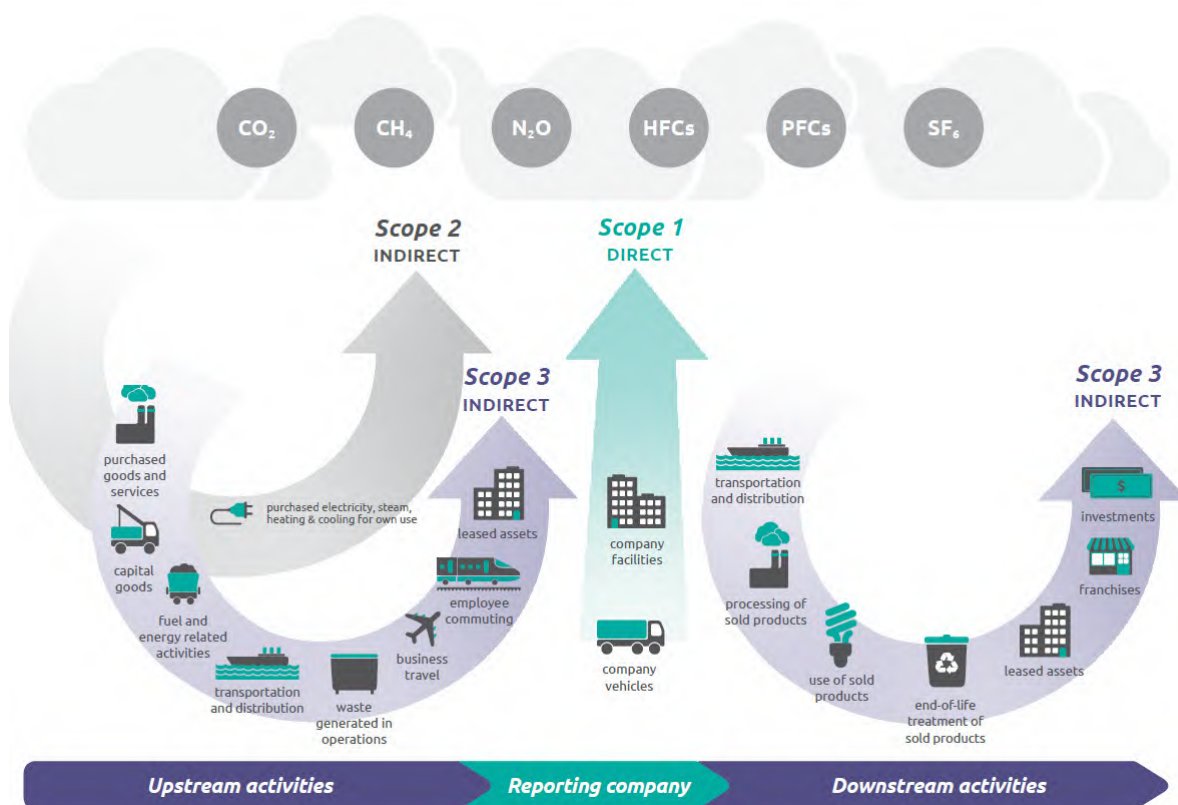 CO₂
CH₄
N₂O
HFCs
PFCs
SF₆
Scope 2
INDIRECT
Scope 1
DIRECT
Scope 3
INDIRECT
Scope 3
INDIRECT
purchased
goods and
services
capital
goods
fuel and
energy related
activities
purchased electricity, steam,
heating & cooling for own use
transportation
and distribution
waste
generated in
operations
business
travel
employee
commuting
leased assets
company
facilities
company
vehicles
transportation
and distribution
processing of
sold products
use of sold
products
end-of-life
treatment of
sold products
leased assets
franchises
$
investments
Upstream activities
Reporting company
Downstream activities